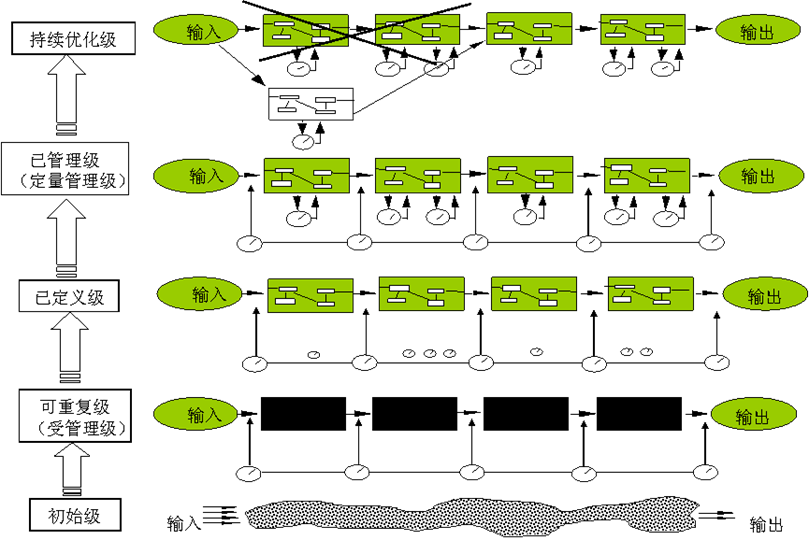 持续优化级
输入
输出
已管理级
（定量管理级）
输入
输出
已定义级
输入
输出
可重复级
（受管理级）
输入
输出
初始级
输入
输出